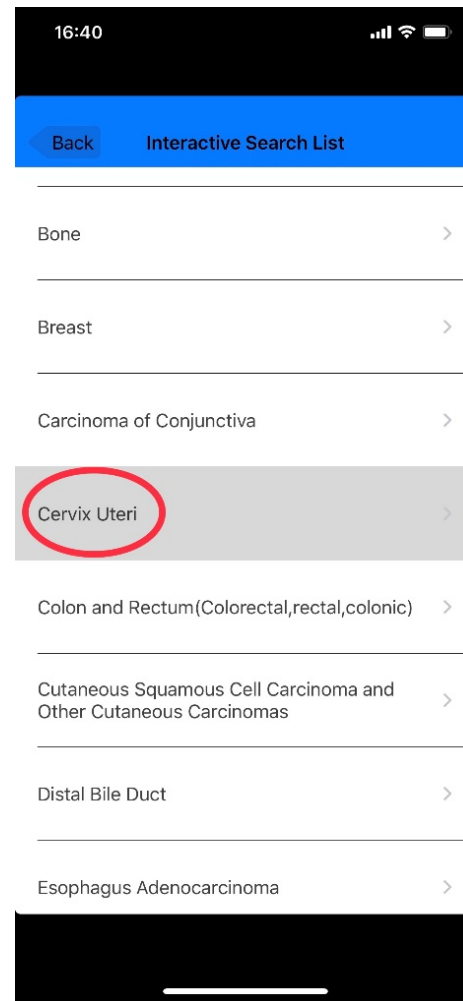 16:40
Back Interactive Search List
Bone
Breast
Carcinoma of Conjunctiva
Cervix Uteri
Colon and Rectum(Colorectal,rectal,colonic)
Cutaneous Squamous Cell Carcinoma and
Other Cutaneous Carcinomas
Distal Bile Duct
Esophagus Adenocarcinoma